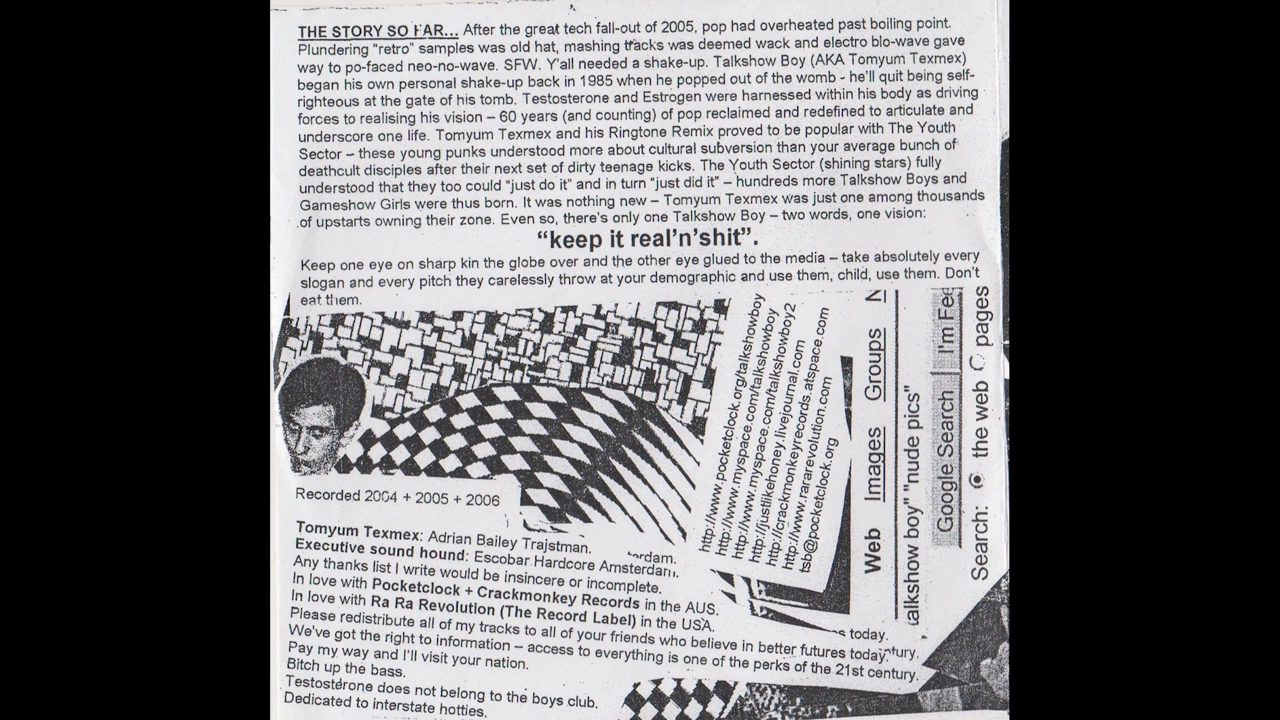 THE STORY SO FAR... After the great tech fall-out of 2005, pop had overheated past boiling point.
Plundering "retro" samples was old hat, mashing tracks was deemed wack and electro blo-wave gave
way to po-faced neo-no-wave. SFW. Y'all needed a shake-up. Talkshow Boy (AKA Tomyum Texmex)
began his own personal shake-up back in 1985 when he popped out of the womb - he'll quit being self-
righteous at the gate of his tomb. Testosterone and Estrogen were harnessed within his body as driving
forces to realising his vision – 60 years (and counting) of pop reclaimed and redefined to articulate and
underscore one life. Tomyum Texmex and his Ringtone Remix proved to be popular with The Youth
Sector – these young punks understood more about cultural subversion than your average bunch of
deathcult disciples after their next set of dirty teenage kicks. The Youth Sector (shining stars) fully
understood that they too could "just do it" and in turn "just did it" – hundreds more Talkshow Boys and
Gameshow Girls were thus born. It was nothing new – Tomyum Texmex was just one among thousands
of upstarts owning their zone. Even so, there's only one Talkshow Boy – two words, one vision:
"keep it real'n'shit".
Keep one eye on sharp kin the globe over and the other eye glued to the media – take absolutely every
slogan and every pitch they carelessly throw at your demographic and use them, child, use them. Don't
eat them.
http://www.pocketclock.org/talkshowboy
http://www.myspace.com/talkshowboy
http://www.myspace.com/talkshowboy2
http://justlikehoney.livejournal.com
http://crackmonkeyrecords.atspace.com
http://www.rararevolution.com
tsb@pocketclock.org
Web Images Groups N
talkshow boy" "nude pics"
Google Search I'm Fee
Search: the web pages
Recorded 2004 + 2005 + 2006
Tomyum Texmex: Adrian Bailey Trajstman.
Executive sound hound: Escobar Hardcore Amsterdam.
rdam.
Any thanks list I write would be insincere or incomplete.
In love with Pocketclock + Crackmonkey Records in the AUS.
In love with Ra Ra Revolution (The Record Label) in the USA.
today.
Please redistribute all of my tracks to all of your friends who believe in better futures today.
ntury.
We've got the right to information – access to everything is one of the perks of the 21st century.
Pay my way and I'll visit your nation.
Bitch up the bass.
Testosterone does not belong to the boys club.
Dedicated to interstate hotties.